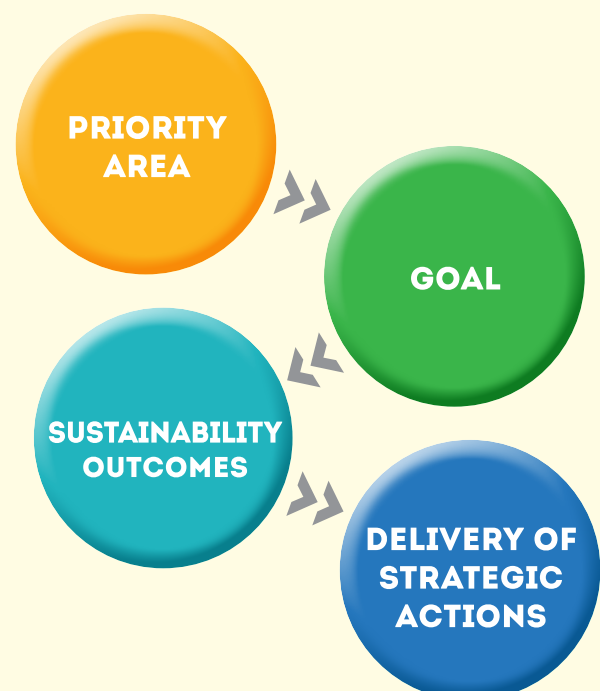 PRIORITY
AREA
GOAL
SUSTAINABILITY
OUTCOMES
DELIVERY OF
STRATEGIC
ACTIONS